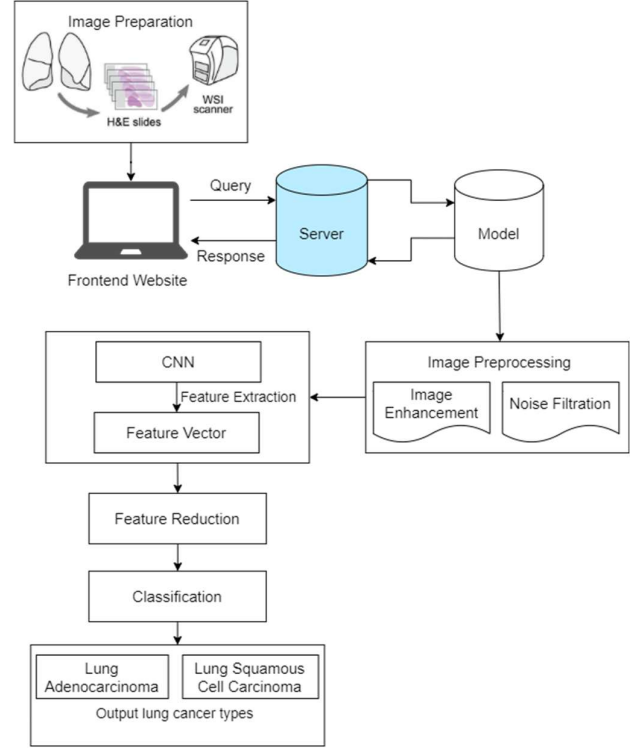 Image Preparation
WSI
scanner
H&E slides
Query
Server
Model
Response
Frontend Website
Image Preprocessing
Image
Enhancement
Noise Filtration
CNN
Feature Extraction
Feature Vector
Feature Reduction
Classification
Lung
Adenocarcinoma
Lung Squamous
Cell Carcinoma
Output lung cancer types